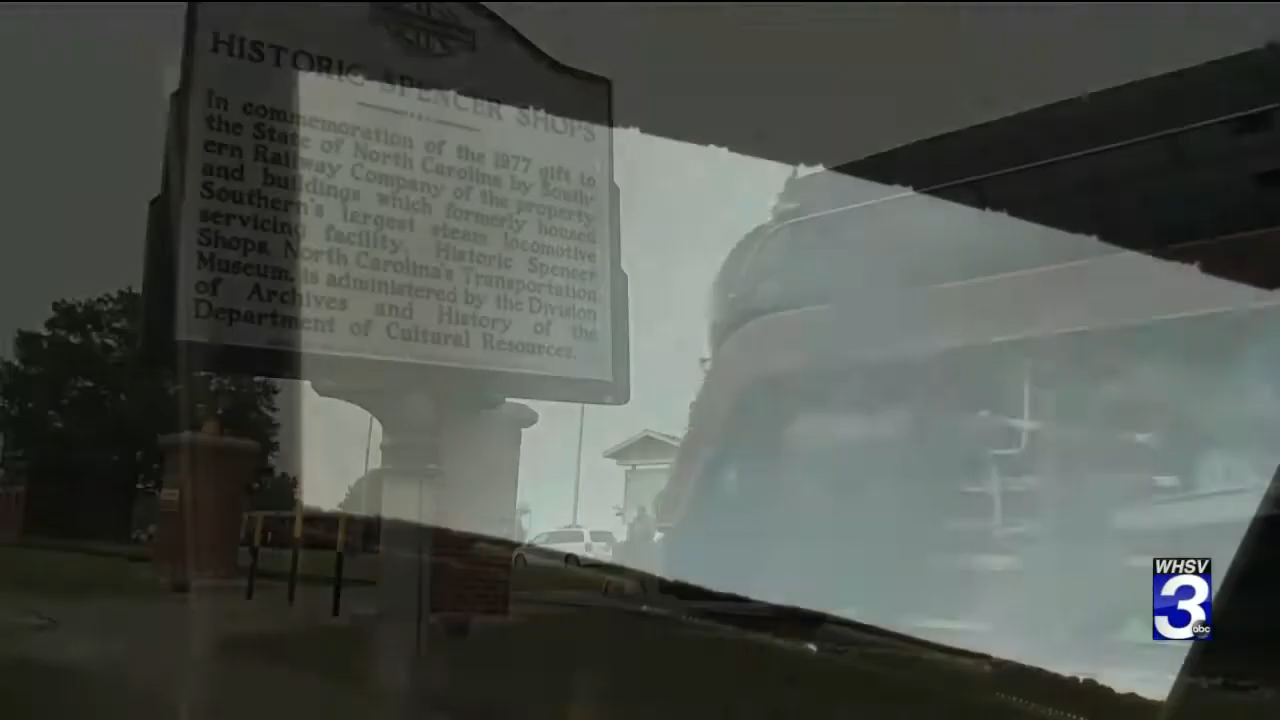 HISTORIC SPENCER SHOPS
In commemoration of the 1977 gift to
the State of North Carolina by South-
ern Railway Company of the property
and buildings which formerly housed
Southern's largest steam locomotive
servicing facility. Historic Spencer
Shops, North Carolina's Transportation
Museum, is administered by the Division
of Archives and History of the
Department of Cultural Resources.
WHSV
3
abc